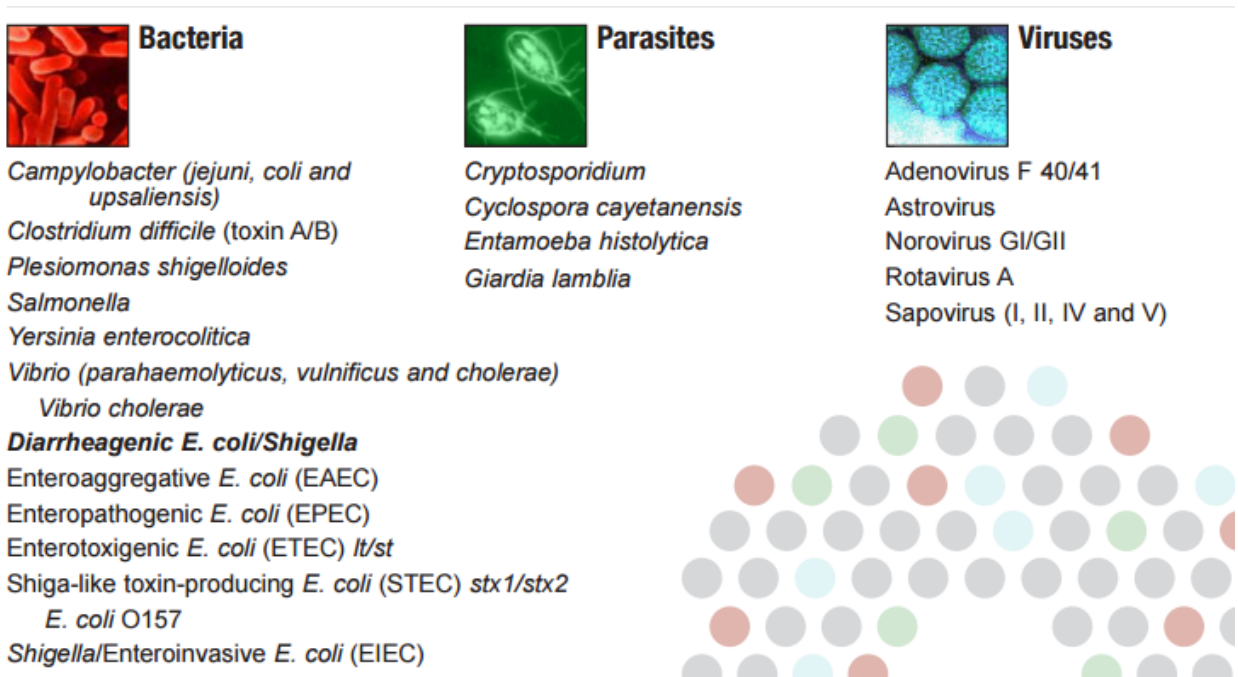 Bacteria
Campylobacter (jejuni, coli and
upsaliensis)
Clostridium difficile (toxin A/B)
Plesiomonas shigelloides
Salmonella
Yersinia enterocolitica
Vibrio (parahaemolyticus, vulnificus and cholerae)
Vibrio cholerae
Diarrheagenic E. coli/Shigella
Enteroaggregative E. coli (EAEC)
Enteropathogenic E. coli (EPEC)
Enterotoxigenic E. coli (ETEC) lt/st
Shiga-like toxin-producing E. coli (STEC) stx1/stx2
E. coli O157
Shigella/Enteroinvasive E. coli (EIEC)
Parasites
Cryptosporidium
Cyclospora cayetanensis
Entamoeba histolytica
Giardia lamblia
Viruses
Adenovirus F 40/41
Astrovirus
Norovirus GI/GII
Rotavirus A
Sapovirus (I, II, IV and V)